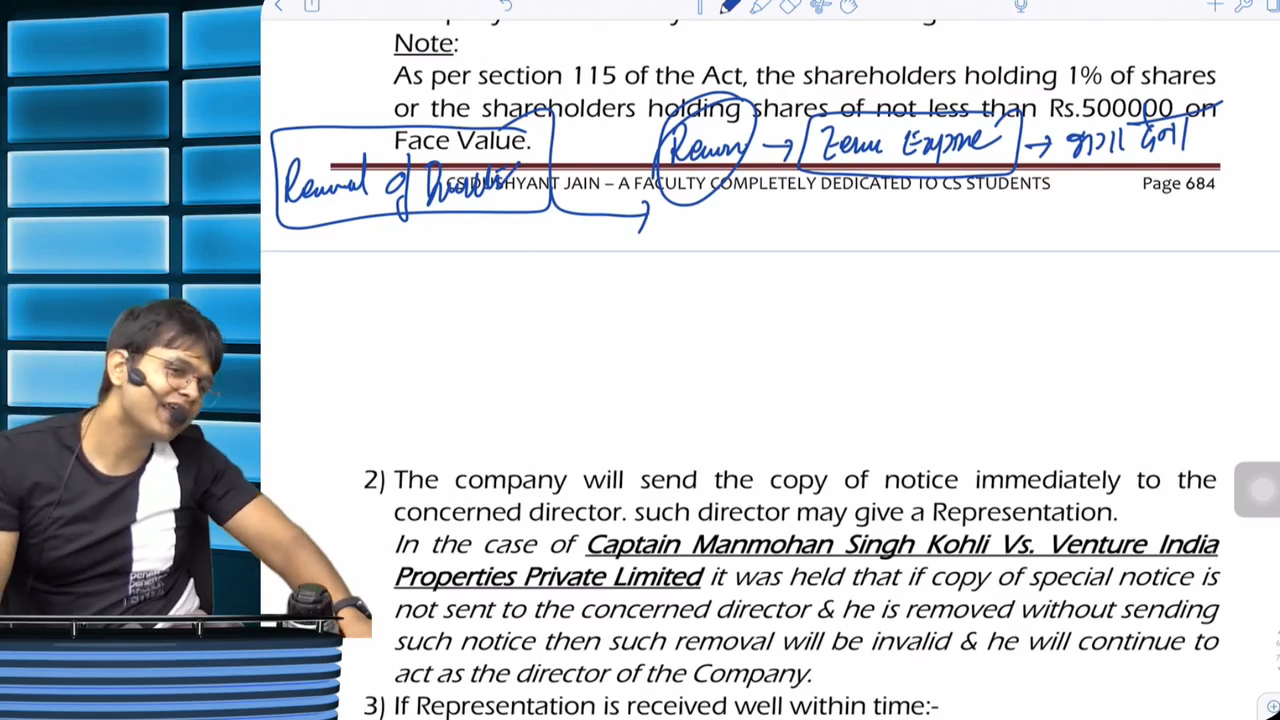 Note:
As per section 115 of the Act, the shareholders holding 1% of shares
or the shareholders holding shares of not less than Rs.500000 on
Face Value.
Removal of
DUSHYANT JAIN – A FACULTY COMPLETELY DEDICATED TO CS STUDENTS Page 684
2) The company will send the copy of notice immediately to the
concerned director. such director may give a Representation.
In the case of Captain Manmohan Singh Kohli Vs. Venture India
Properties Private Limited it was held that if copy of special notice is
not sent to the concerned director & he is removed without sending
such notice then such removal will be invalid & he will continue to
act as the director of the Company.
3) If Representation is received well within time:-